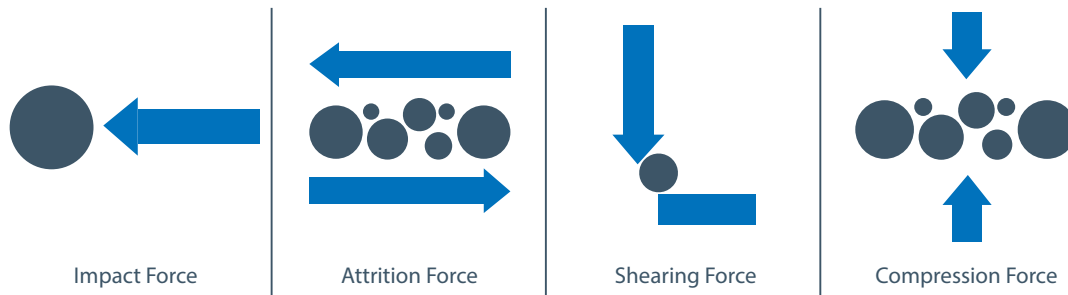 Impact Force
Attrition Force
Shearing Force
Compression Force